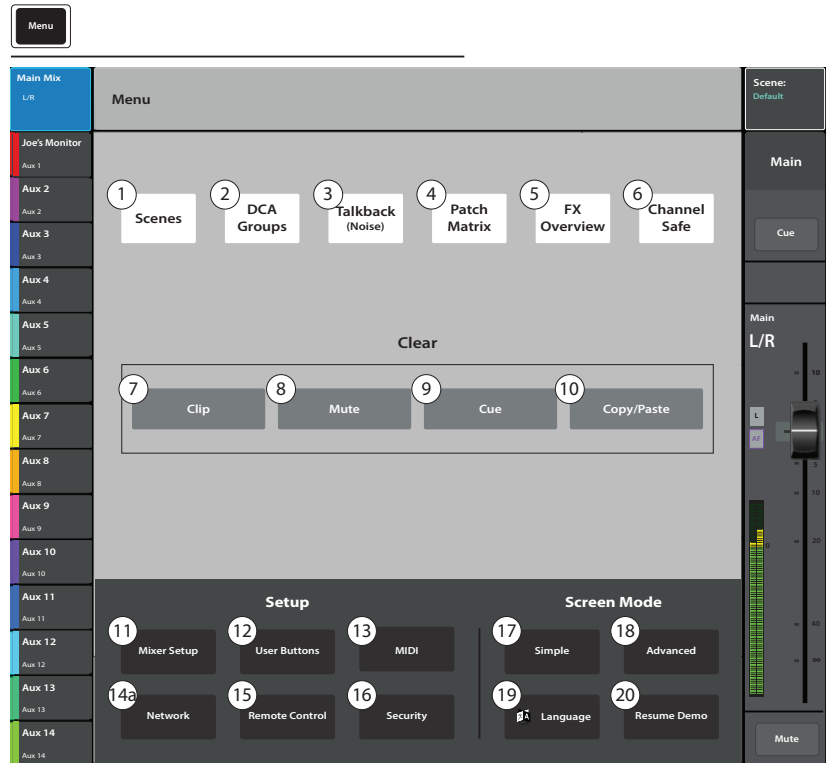 Menu
Main Mix
L/R
Menu
Scene:
Default
Joe's Monitor
Aux 1
Aux 2
Aux 2
Aux 3
Aux 3
Aux 4
Aux 4
Aux 5
Aux 5
Aux 6
Aux 6
Aux 7
Aux 7
Aux 8
Aux 8
Aux 9
Aux 9
Aux 10
Aux 10
Aux 11
Aux 11
Aux 12
Aux 12
Aux 13
Aux 13
Aux 14
Aux 14
1
Scenes
2
DCA
Groups
3
Talkback
(Noise)
4
Patch
Matrix
5
FX
Overview
6
Channel
Safe
Clear
7
Clip
8
Mute
9
Cue
10
Copy/Paste
Setup
11
Mixer Setup
12
User Buttons
13
MIDI
14a
Network
15
Remote Control
16
Security
Screen Mode
17
Simple
18
Advanced
19
Language
20
Resume Demo
Main
Cue
Main
L/R
10
L
AF
5
10
0
20
40
∞
Mute